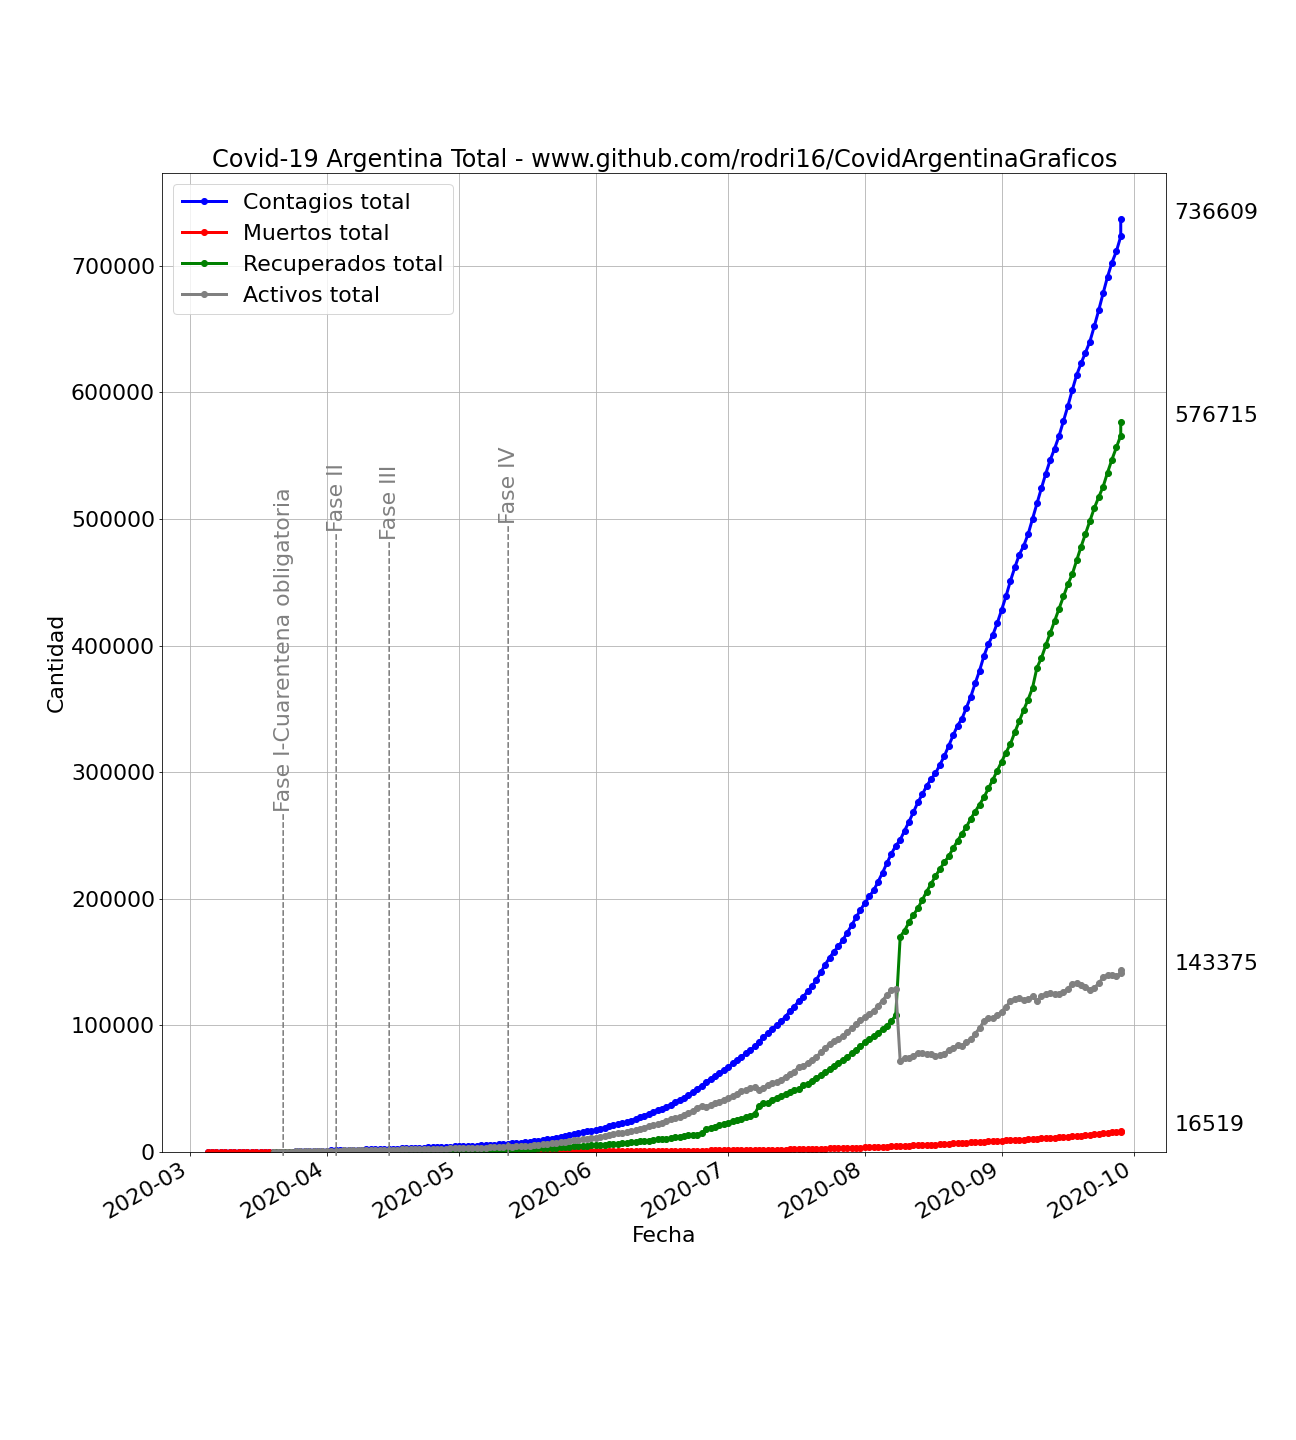 Covid-19 Argentina Total - www.github.com/rodri16/CovidArgentinaGraficos
Contagios total
Muertos total
Recuperados total
Activos total
736609
576715
143375
16519
700000
600000
500000
400000
300000
200000
100000
0
Cantidad
Fase I-Cuarentena obligatoria
Fase II
Fase III
Fase IV
2020-03
2020-04
2020-05
2020-06
2020-07
2020-08
2020-09
2020-10
Fecha